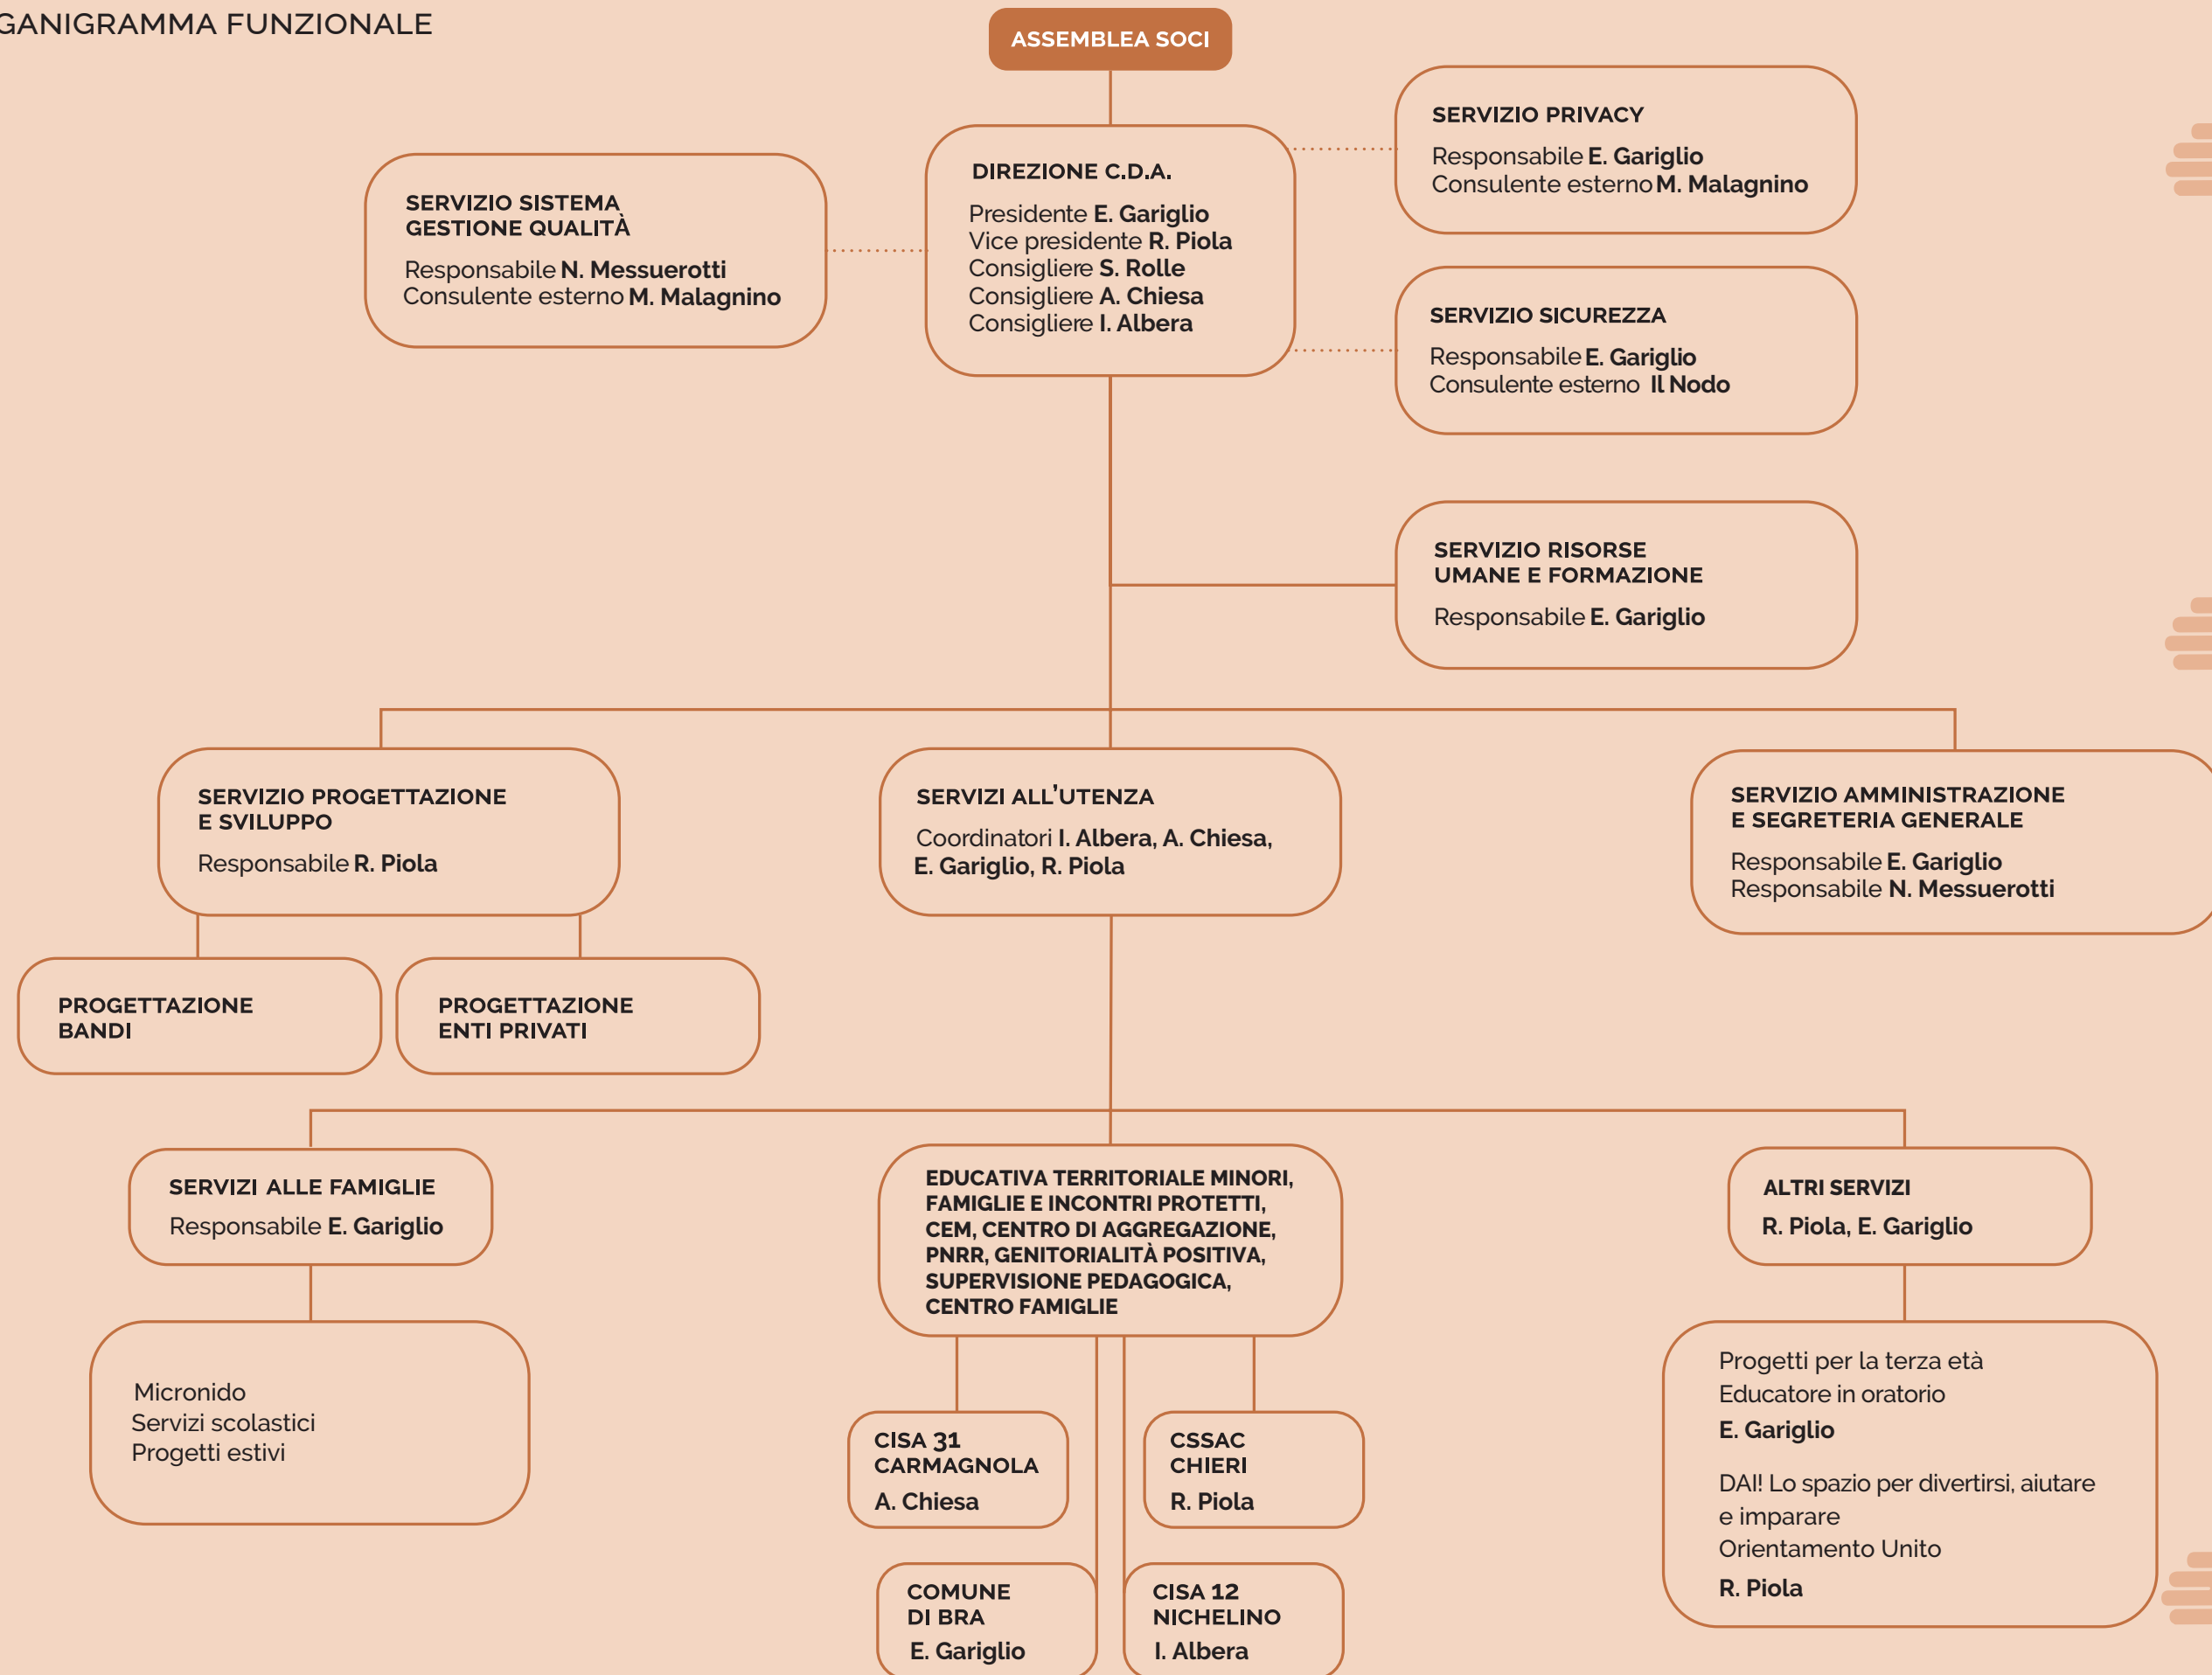 GANIGRAMMA FUNZIONALE
ASSEMBLEA SOCI
SERVIZIO SISTEMA
GESTIONE QUALITÀ
Responsabile N. Messuerotti
Consulente esterno M. Malagnino
DIREZIONE C.D.A.
Presidente E. Gariglio
Vice presidente R. Piola
Consigliere S. Rolle
Consigliere A. Chiesa
Consigliere I. Albera
SERVIZIO PRIVACY
Responsabile E. Gariglio
Consulente esterno M. Malagnino
SERVIZIO SICUREZZA
Responsabile E. Gariglio
Consulente esterno Il Nodo
SERVIZIO RISORSE
UMANE E FORMAZIONE
Responsabile E. Gariglio
SERVIZIO PROGETTAZIONE
E SVILUPPO
Responsabile R. Piola
SERVIZI ALL'UTENZA
Coordinatori I. Albera, A. Chiesa,
E. Gariglio, R. Piola
SERVIZIO AMMINISTRAZIONE
E SEGRETERIA GENERALE
Responsabile E. Gariglio
Responsabile N. Messuerotti
PROGETTAZIONE
BANDI
PROGETTAZIONE
ENTI PRIVATI
SERVIZI ALLE FAMIGLIE
Responsabile E. Gariglio
EDUCATIVA TERRITORIALE MINORI,
FAMIGLIE E INCONTRI PROTETTI,
CEM, CENTRO DI AGGREGAZIONE,
PNRR, GENITORIALITÀ POSITIVA,
SUPERVISIONE PEDAGOGICA,
CENTRO FAMIGLIE
ALTRI SERVIZI
R. Piola, E. Gariglio
Micronido
Servizi scolastici
Progetti estivi
CISA 31
CARMAGNOLA
A. Chiesa
CSSAC
CHIERI
R. Piola
COMUNE
DI BRA
E. Gariglio
CISA 12
NICHELINO
I. Albera
Progetti per la terza età
Educatore in oratorio
E. Gariglio
DAI! Lo spazio per divertirsi, aiutare
e imparare
Orientamento Unito
R. Piola